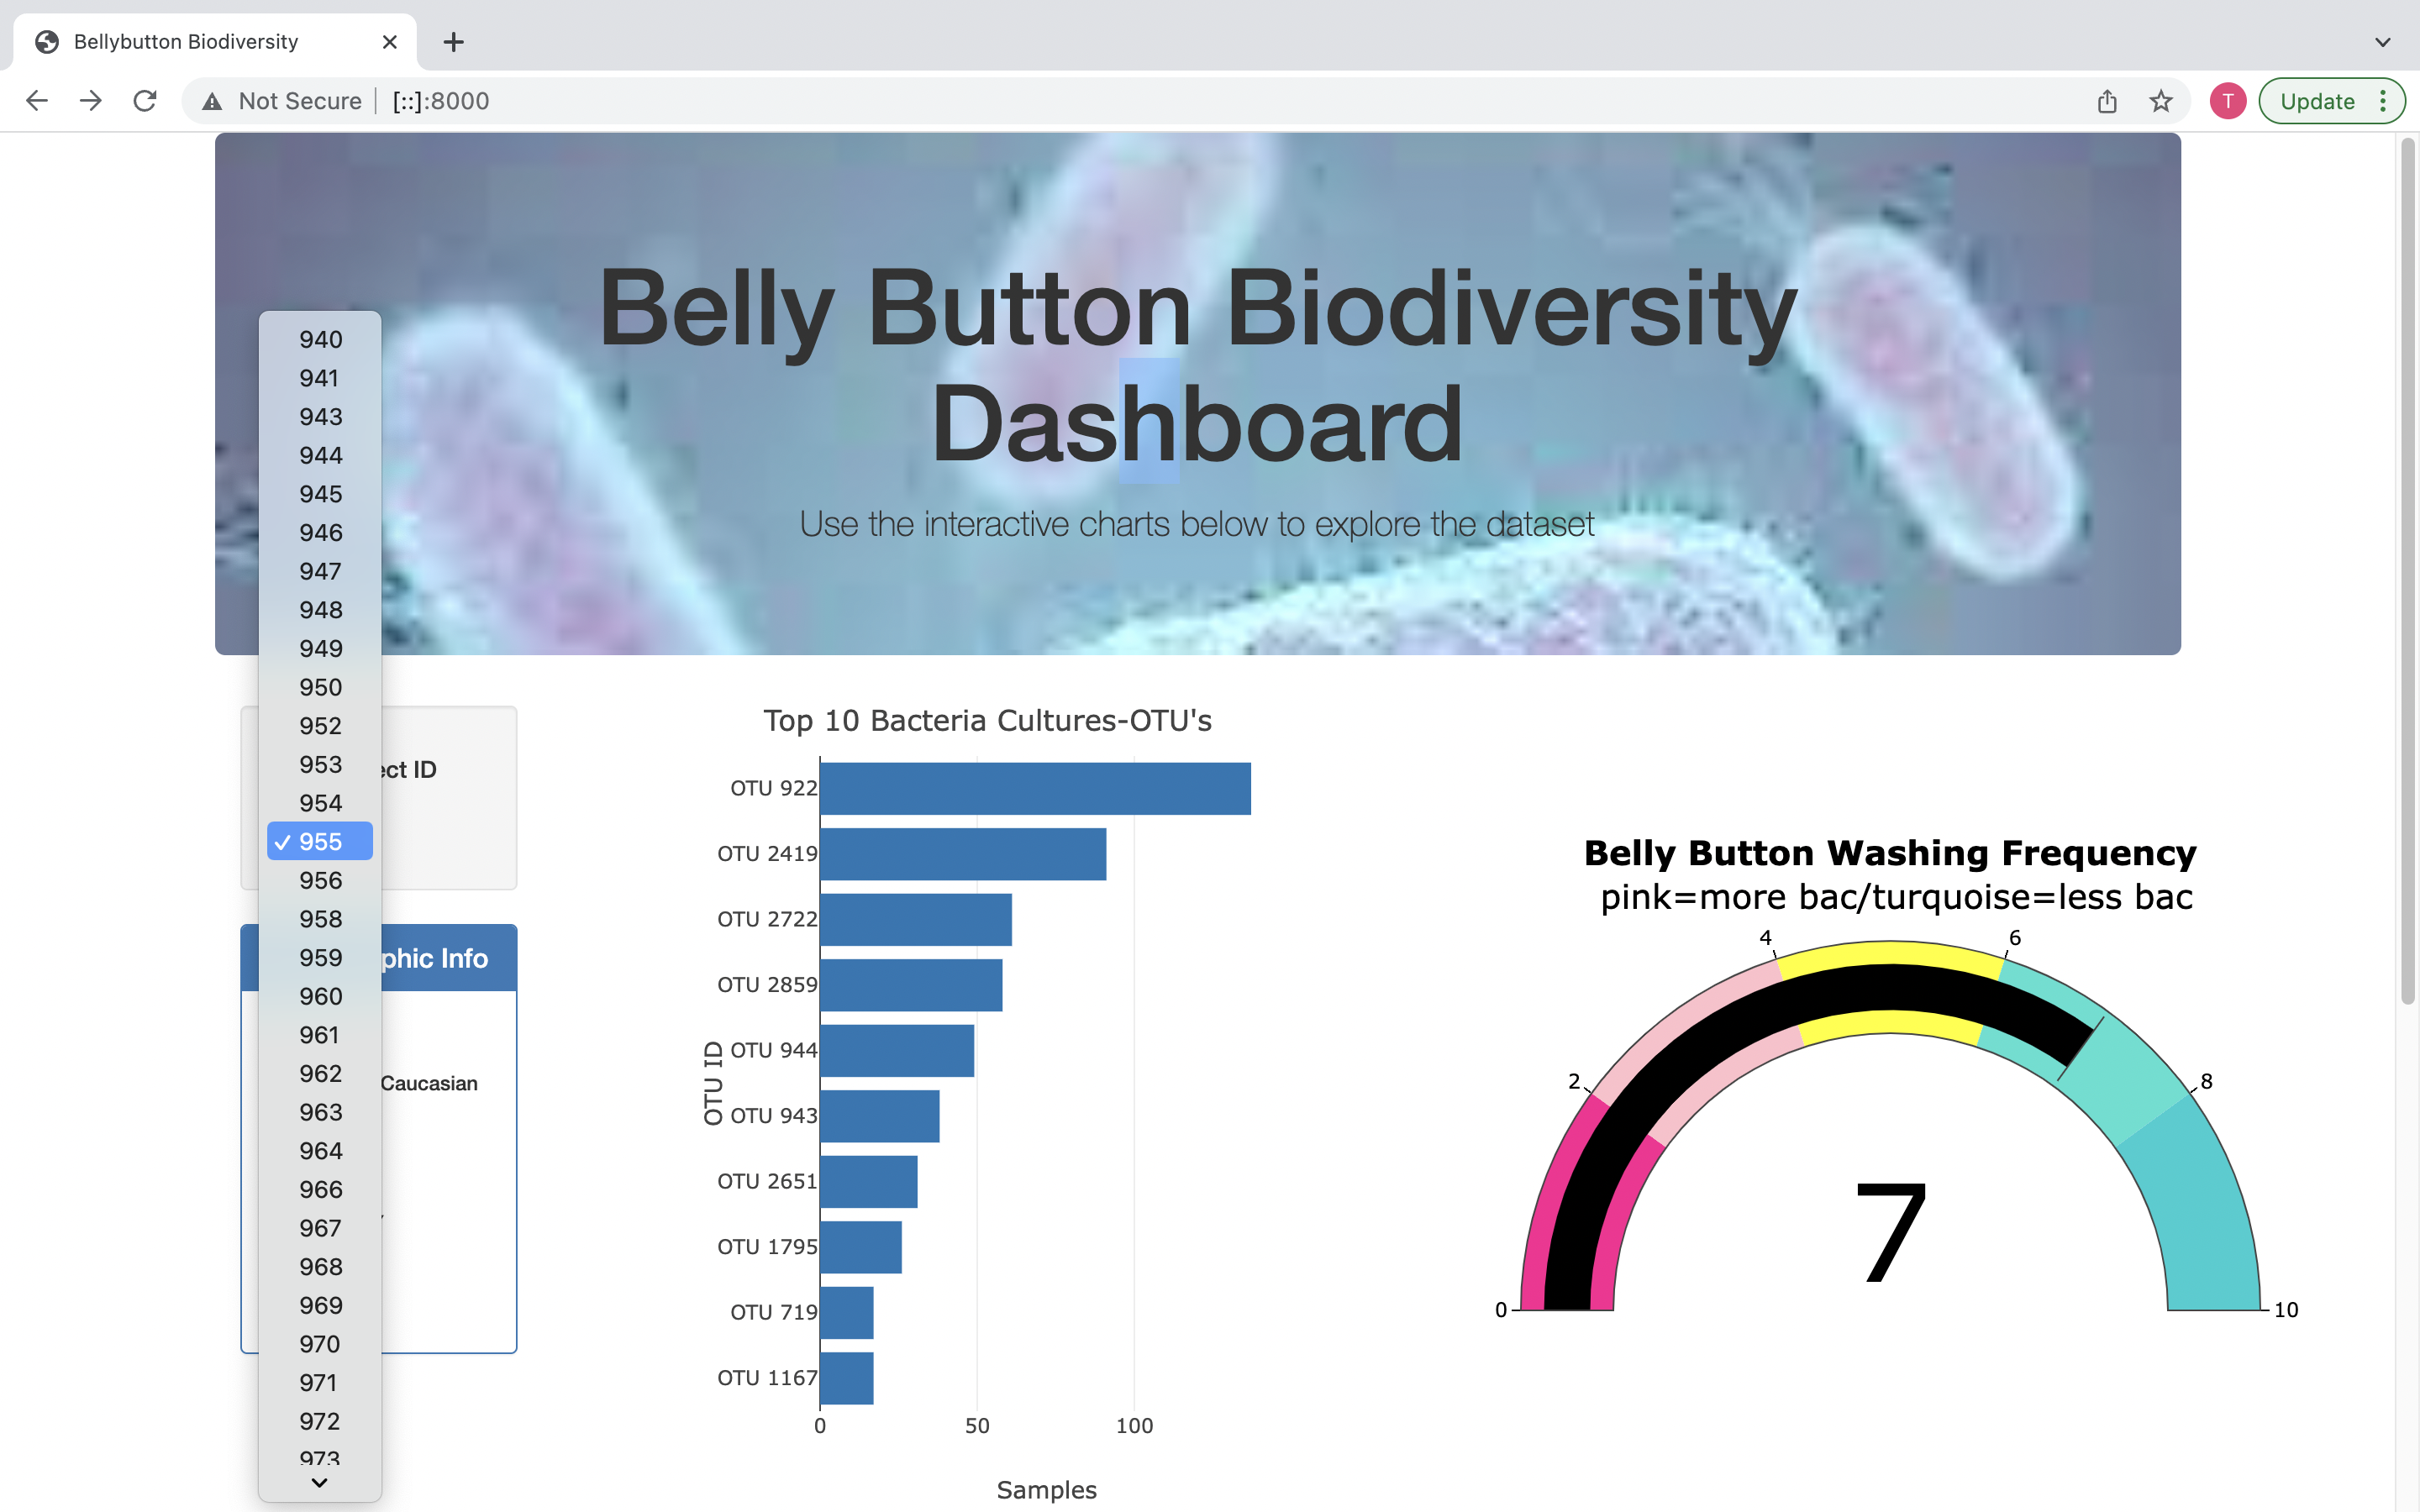 Bellybutton Biodiversity
Not Secure
[::]:8000
T
Update
Belly Button Biodiversity
Dashboard
Use the interactive charts below to explore the dataset
940
941
943
944
945
946
947
948
949
950
952
953
954
955
956
958
959
960
961
962
963
964
966
967
968
969
970
971
972
973
ect ID
phic Info
Caucasian
Top 10 Bacteria Cultures-OTU's
OTU ID
OTU 922
OTU 2419
OTU 2722
OTU 2859
OTU 944
OTU 943
OTU 2651
OTU 1795
OTU 719
OTU 1167
0 50 100
Samples
Belly Button Washing Frequency
pink=more bac/turquoise=less bac
0
2
4
6
8
10
7